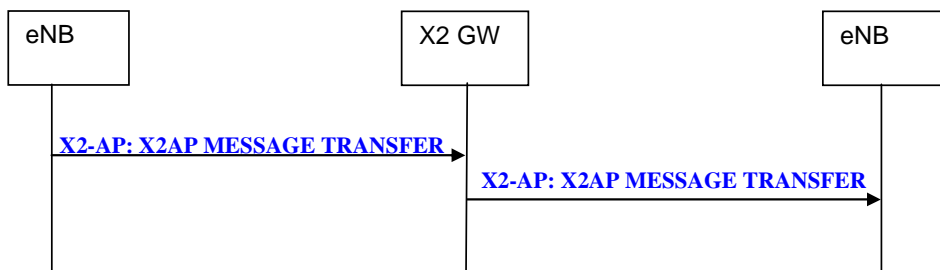 eNB
X2 GW
eNB
X2-AP: X2AP MESSAGE TRANSFER
X2-AP: X2AP MESSAGE TRANSFER